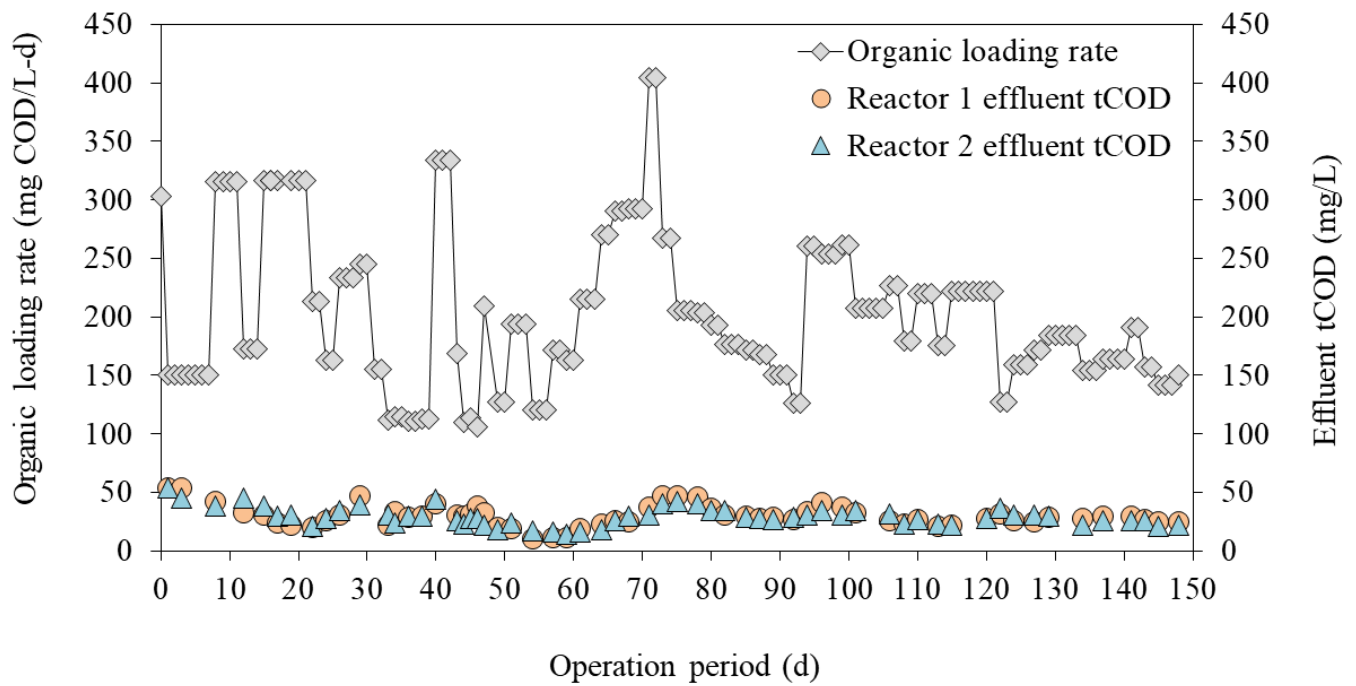 Organic loading rate (mg COD/L-d)
450
400
350
300
250
200
150
100
50
0
Organic loading rate
Reactor 1 effluent tCOD
Reactor 2 effluent tCOD
450
400
350
300
250
200
150
100
50
0
Effluent tCOD (mg/L)
0 10 20 30 40 50 60 70 80 90 100 110 120 130 140 150
Operation period (d)